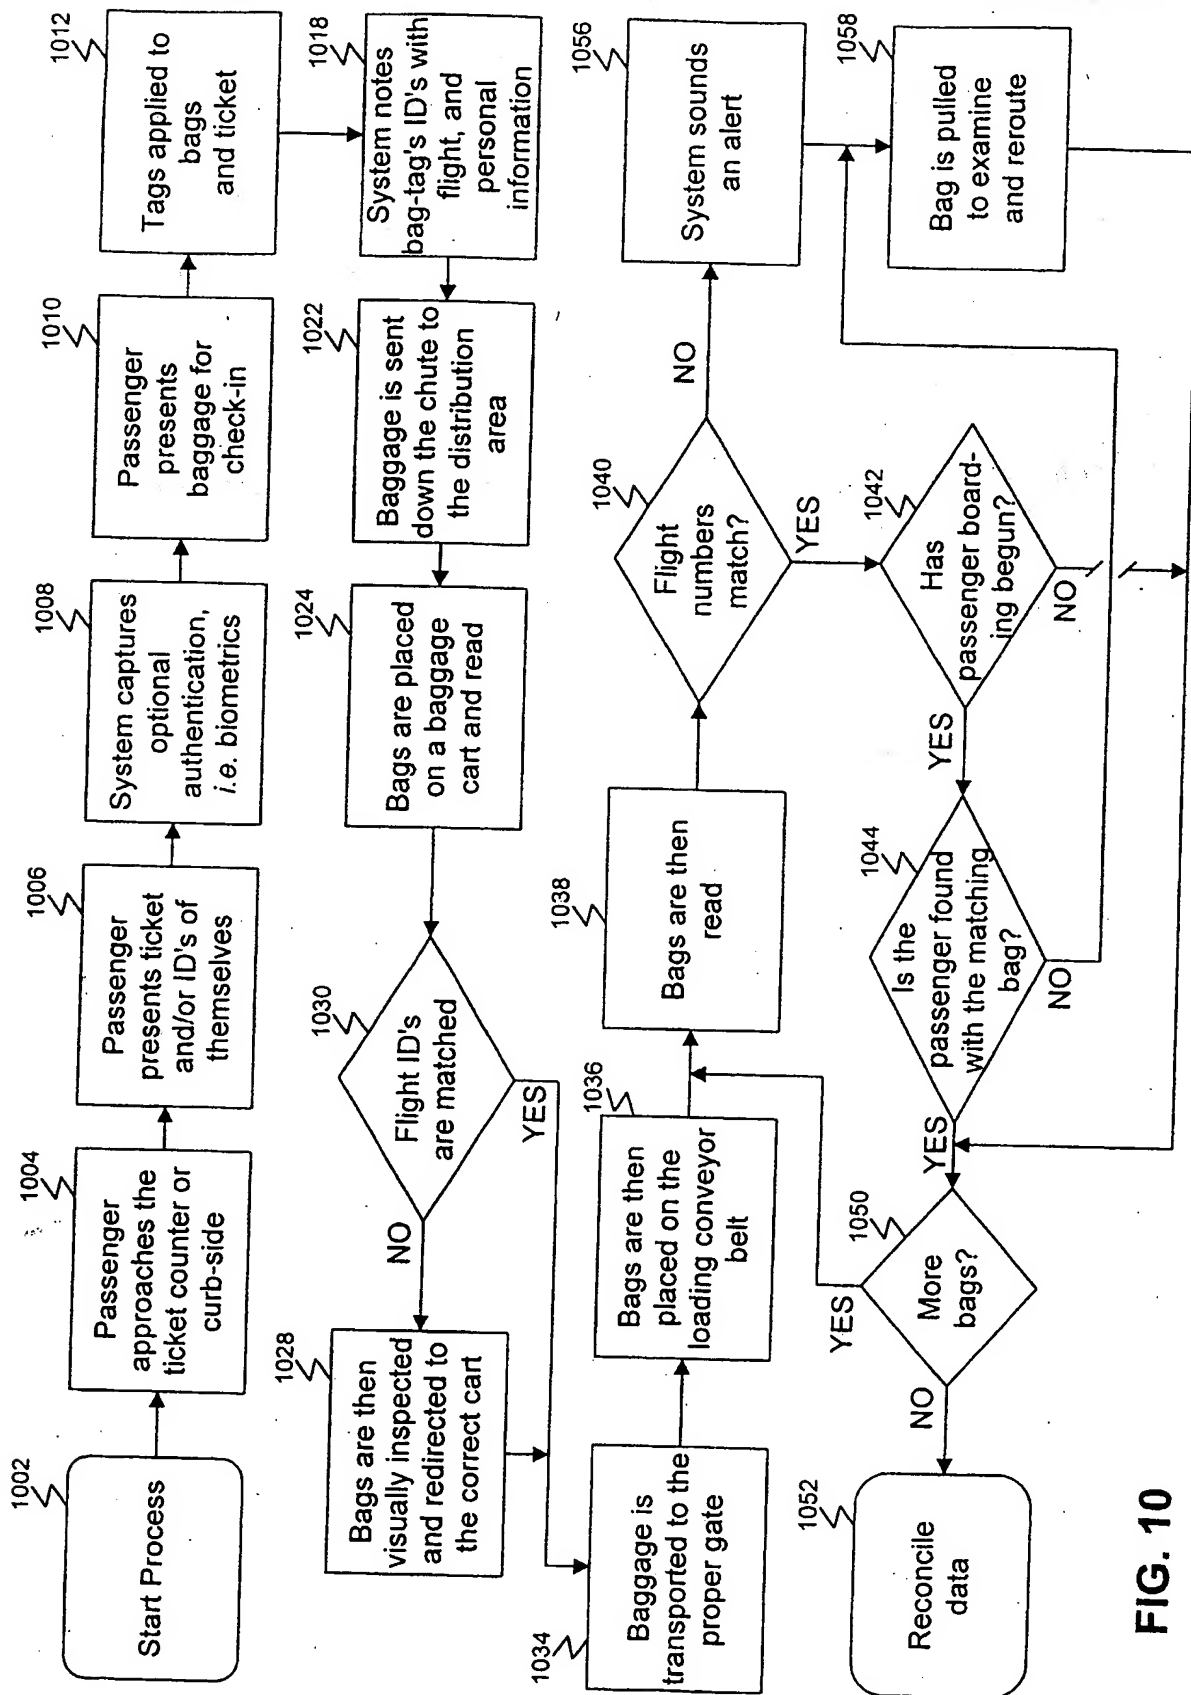 1002
Start Process
1004
Passenger
approaches the
ticket counter or
curb-side
1006
Passenger
presents ticket
and/or ID's of
themselves
1008
System captures
optional
authentication,
i.e. biometrics
1010
Passenger
presents
baggage for
check-in
1012
Tags applied to
bags
and ticket
1018
System notes
bag-tag's ID's with
flight, and
personal
information
1022
Baggage is sent
down the chute to
the distribution
area
1024
Bags are placed
on a baggage
cart and read
1030
Flight ID's
are matched
NO
YES
1028
Bags are then
visually inspected
and redirected to
the correct cart
1034
Baggage is
transported to the
proper gate
1036
Bags are then
placed on the
loading conveyor
belt
1038
Bags are then
read
1040
Flight
numbers
match?
NO
YES
1056
System sounds
an alert
1058
Bag is pulled
to examine
and reroute
1042
Has
passenger board-
ing begun?
YES
NO
1044
Is the
passenger found
with the matching
bag?
YES
NO
1050
More
bags?
YES
NO
1052
Reconcile
data
FIG. 10